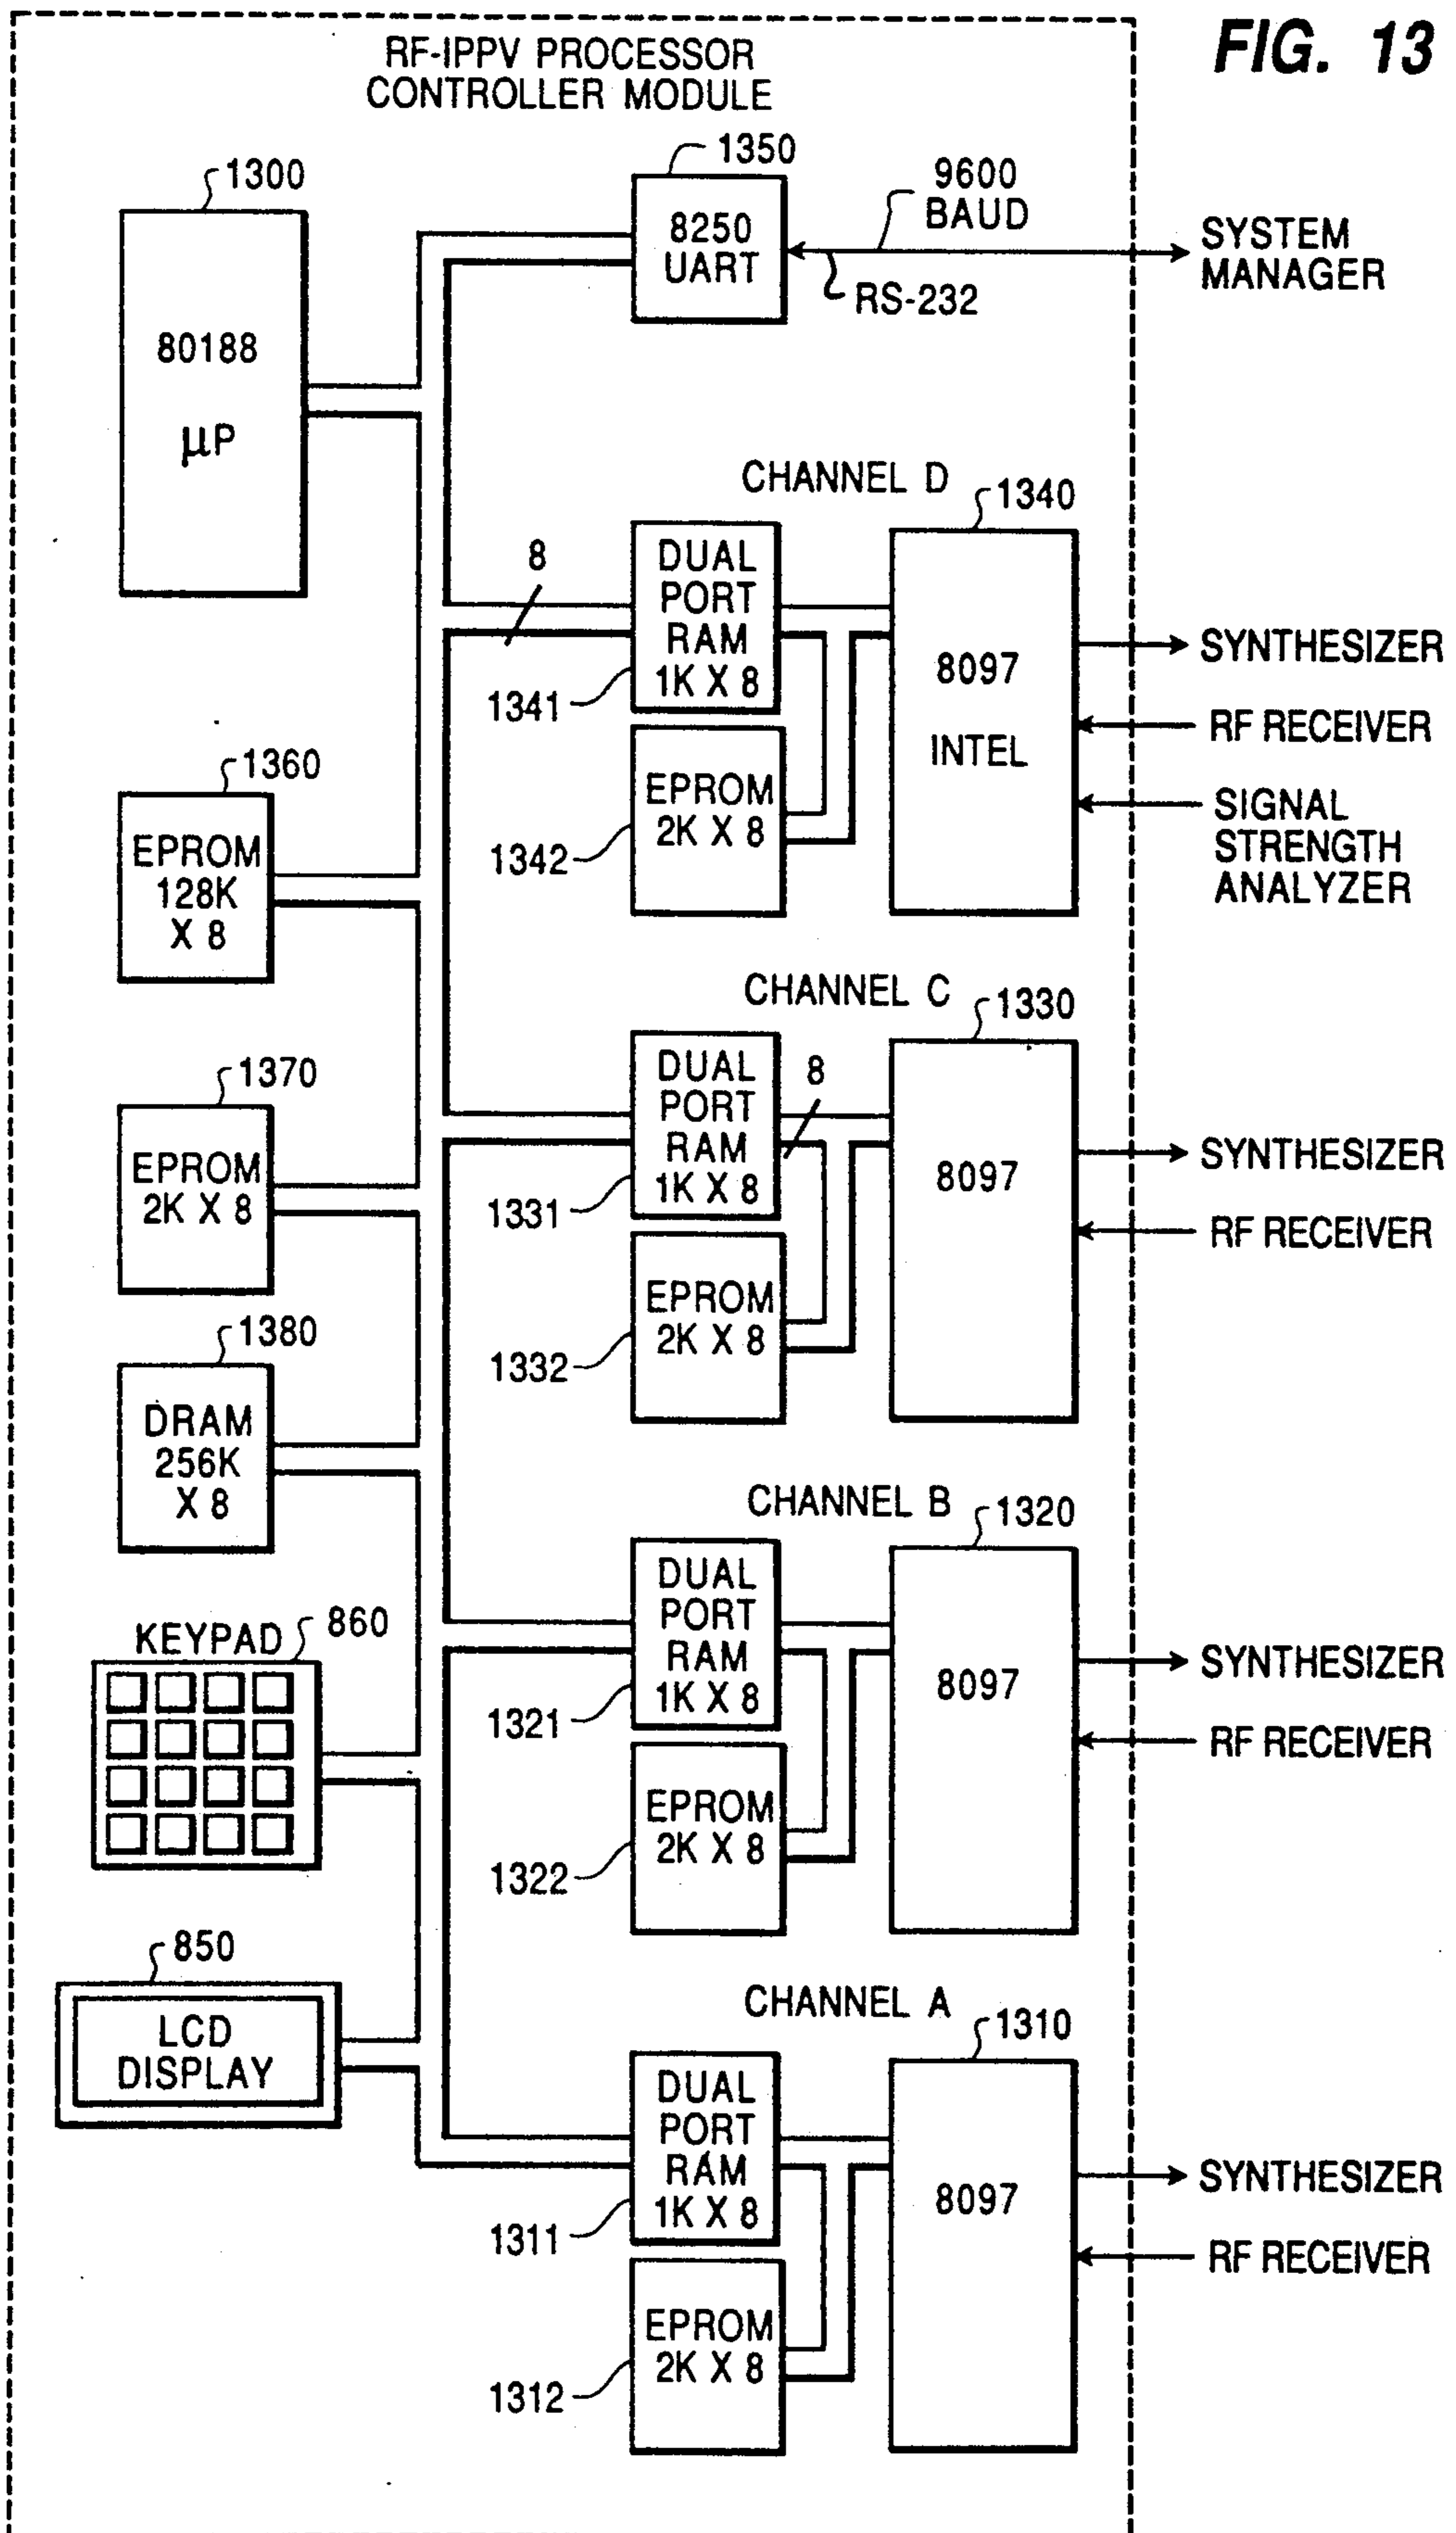 FIG. 13
RF-IPPV PROCESSOR
CONTROLLER MODULE
1300
80188
µP
1350
8250
UART
9600
BAUD
RS-232
SYSTEM
MANAGER
CHANNEL D
1340
8
DUAL
PORT
RAM
1K X 8
1341
EPROM
2K X 8
1342
8097
INTEL
SYNTHESIZER
RF RECEIVER
SIGNAL
STRENGTH
ANALYZER
1360
EPROM
128K
X 8
CHANNEL C
1330
8
DUAL
PORT
RAM
1K X 8
1331
EPROM
2K X 8
1332
8097
SYNTHESIZER
RF RECEIVER
1370
EPROM
2K X 8
1380
DRAM
256K
X 8
CHANNEL B
1320
DUAL
PORT
RAM
1K X 8
1321
EPROM
2K X 8
1322
8097
SYNTHESIZER
RF RECEIVER
KEYPAD
860
850
LCD
DISPLAY
CHANNEL A
1310
DUAL
PORT
RAM
1K X 8
1311
EPROM
2K X 8
1312
8097
SYNTHESIZER
RF RECEIVER